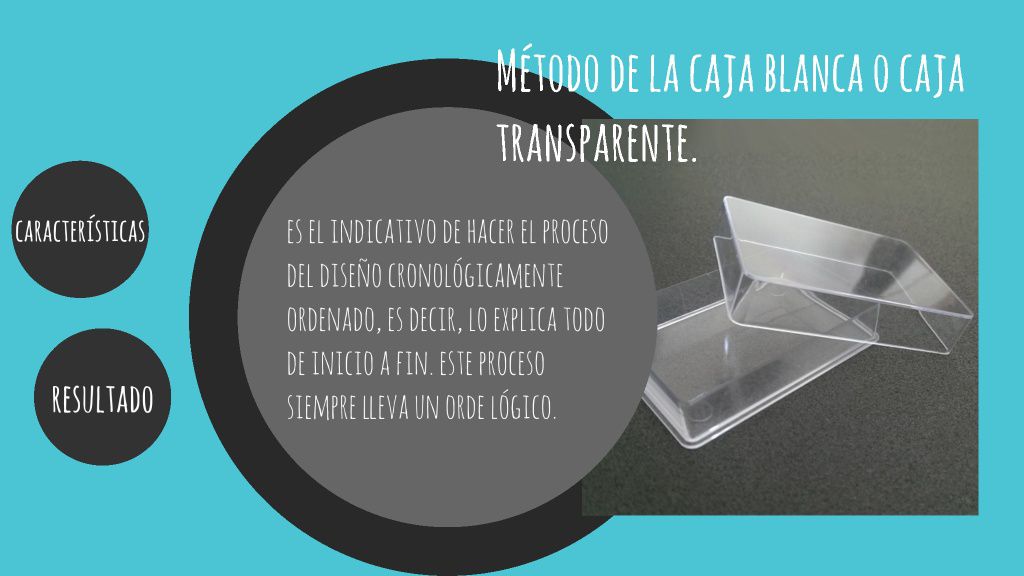 Método de la caja blanca o caja
transparente.
características
es el indicativo de hacer el proceso
del diseño cronológicamente
ordenado, es decir, lo explica todo
de inicio a fin. este proceso
siempre lleva un orde lógico.
resultado